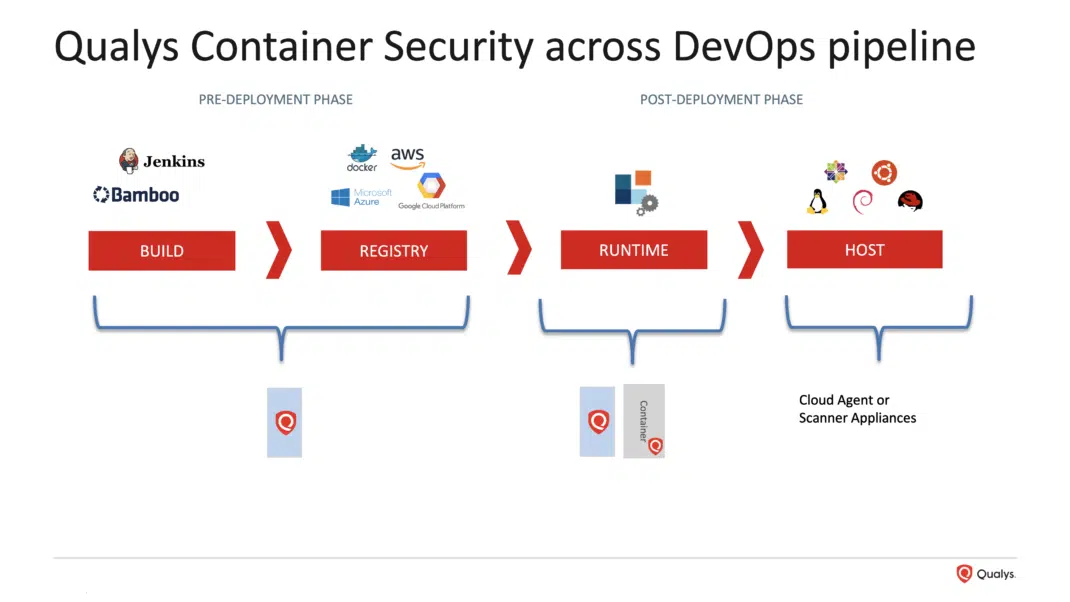 Qualys Container Security across DevOps pipeline
PRE-DEPLOYMENT PHASE
POST-DEPLOYMENT PHASE
Jenkins
Bamboo
docker
aws
Microsoft
Azure
Google Cloud Platform
BUILD
REGISTRY
RUNTIME
HOST
Container
Cloud Agent or
Scanner Appliances
Qualys.